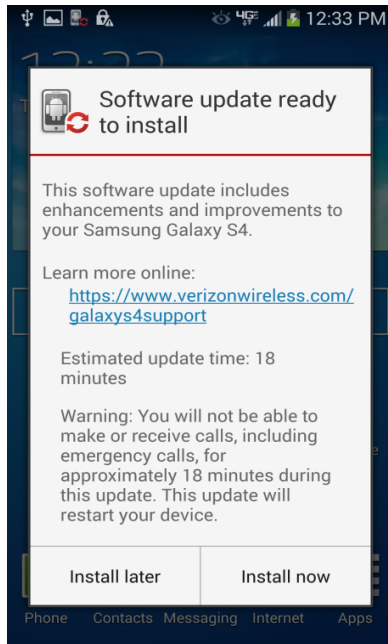 4G 12:33 PM
Software update ready
to install
This software update includes
enhancements and improvements to
your Samsung Galaxy S4.
Learn more online:
https://www.verizonwireless.com/
galaxys4support
Estimated update time: 18
minutes
Warning: You will not be able to
make or receive calls, including
emergency calls, for
approximately 18 minutes during
this update. This update will
restart your device.
Install later Install now
Phone Contacts Messaging Internet Apps